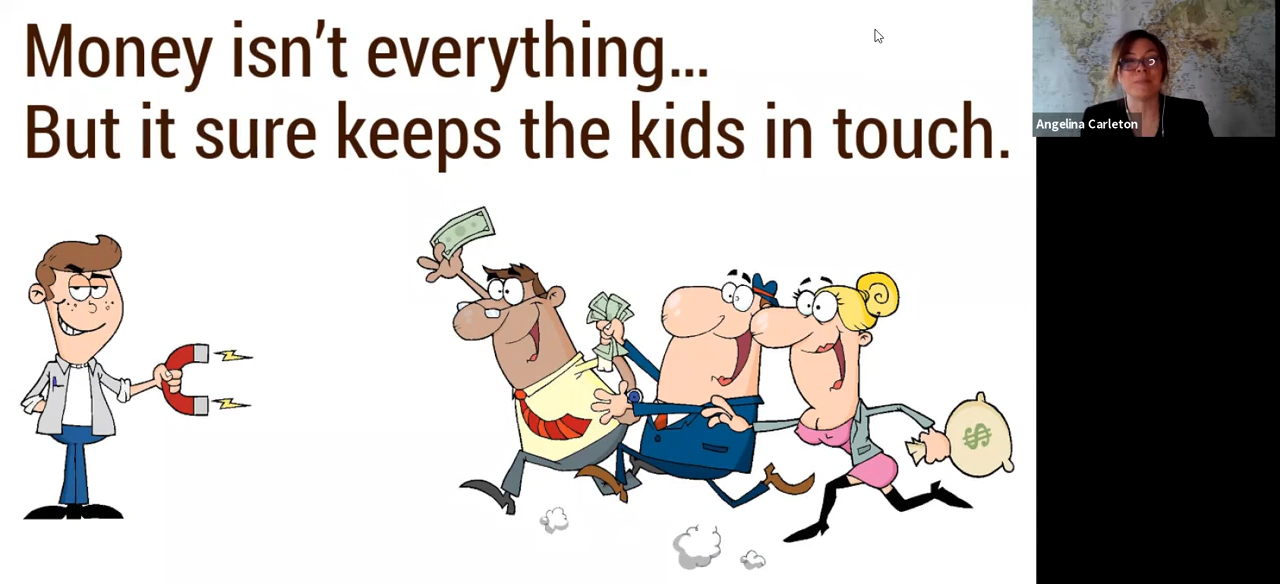 Money isn’t everything...
But it sure keeps the kids in touch.
Angelina Carleton
$